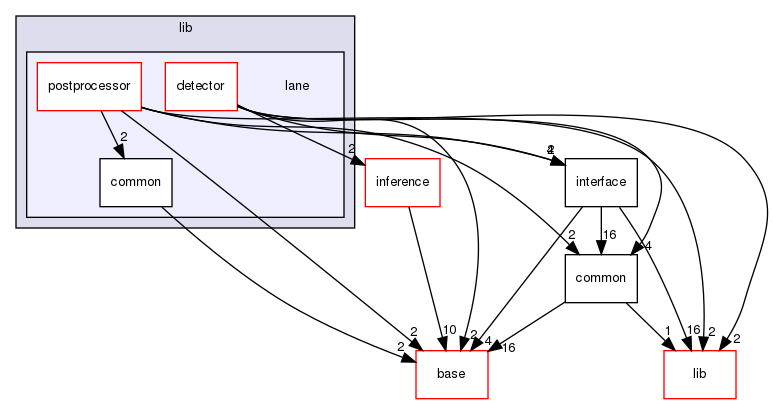 lib
postprocessor
detector
lane
2
2
4
2
common
inference
interface
2
16
4
common
2
10
2
4
16
1
16
2
2
2
base
lib